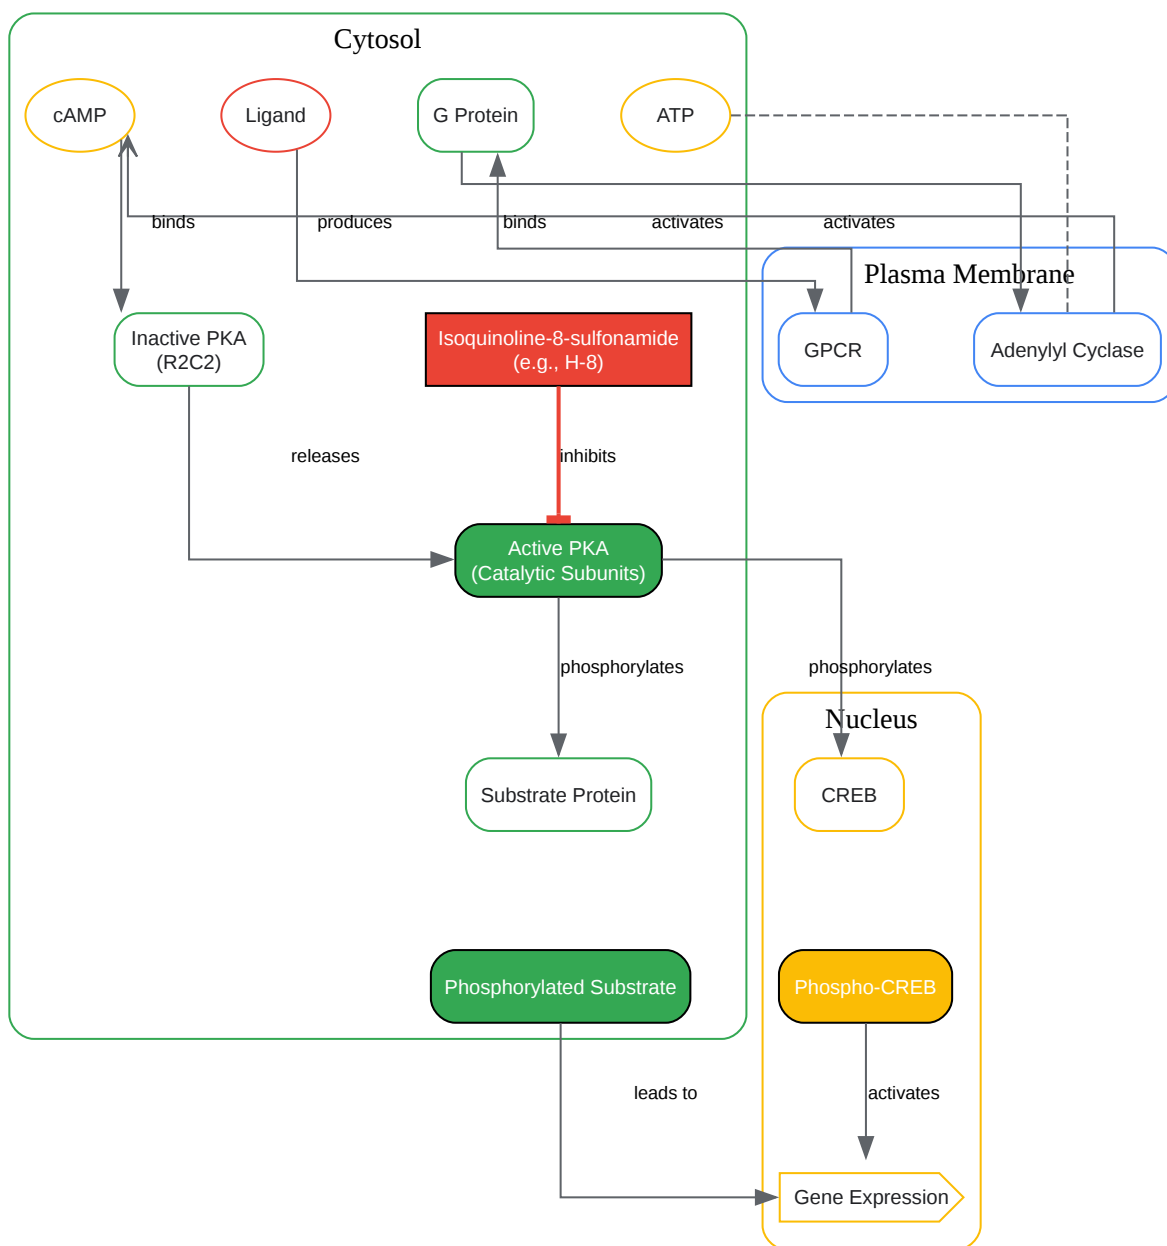 Cytosol
cAMP
Ligand
G Protein
ATP
binds
produces
binds
activates
activates
Plasma Membrane
Inactive PKA
(R2C2)
Isoquinoline-8-sulfonamide
(e.g., H-8)
GPCR
Adenylyl Cyclase
releases
inhibits
Active PKA
(Catalytic Subunits)
phosphorylates
phosphorylates
Nucleus
Substrate Protein
CREB
Phosphorylated Substrate
Phospho-CREB
leads to
activates
Gene Expression